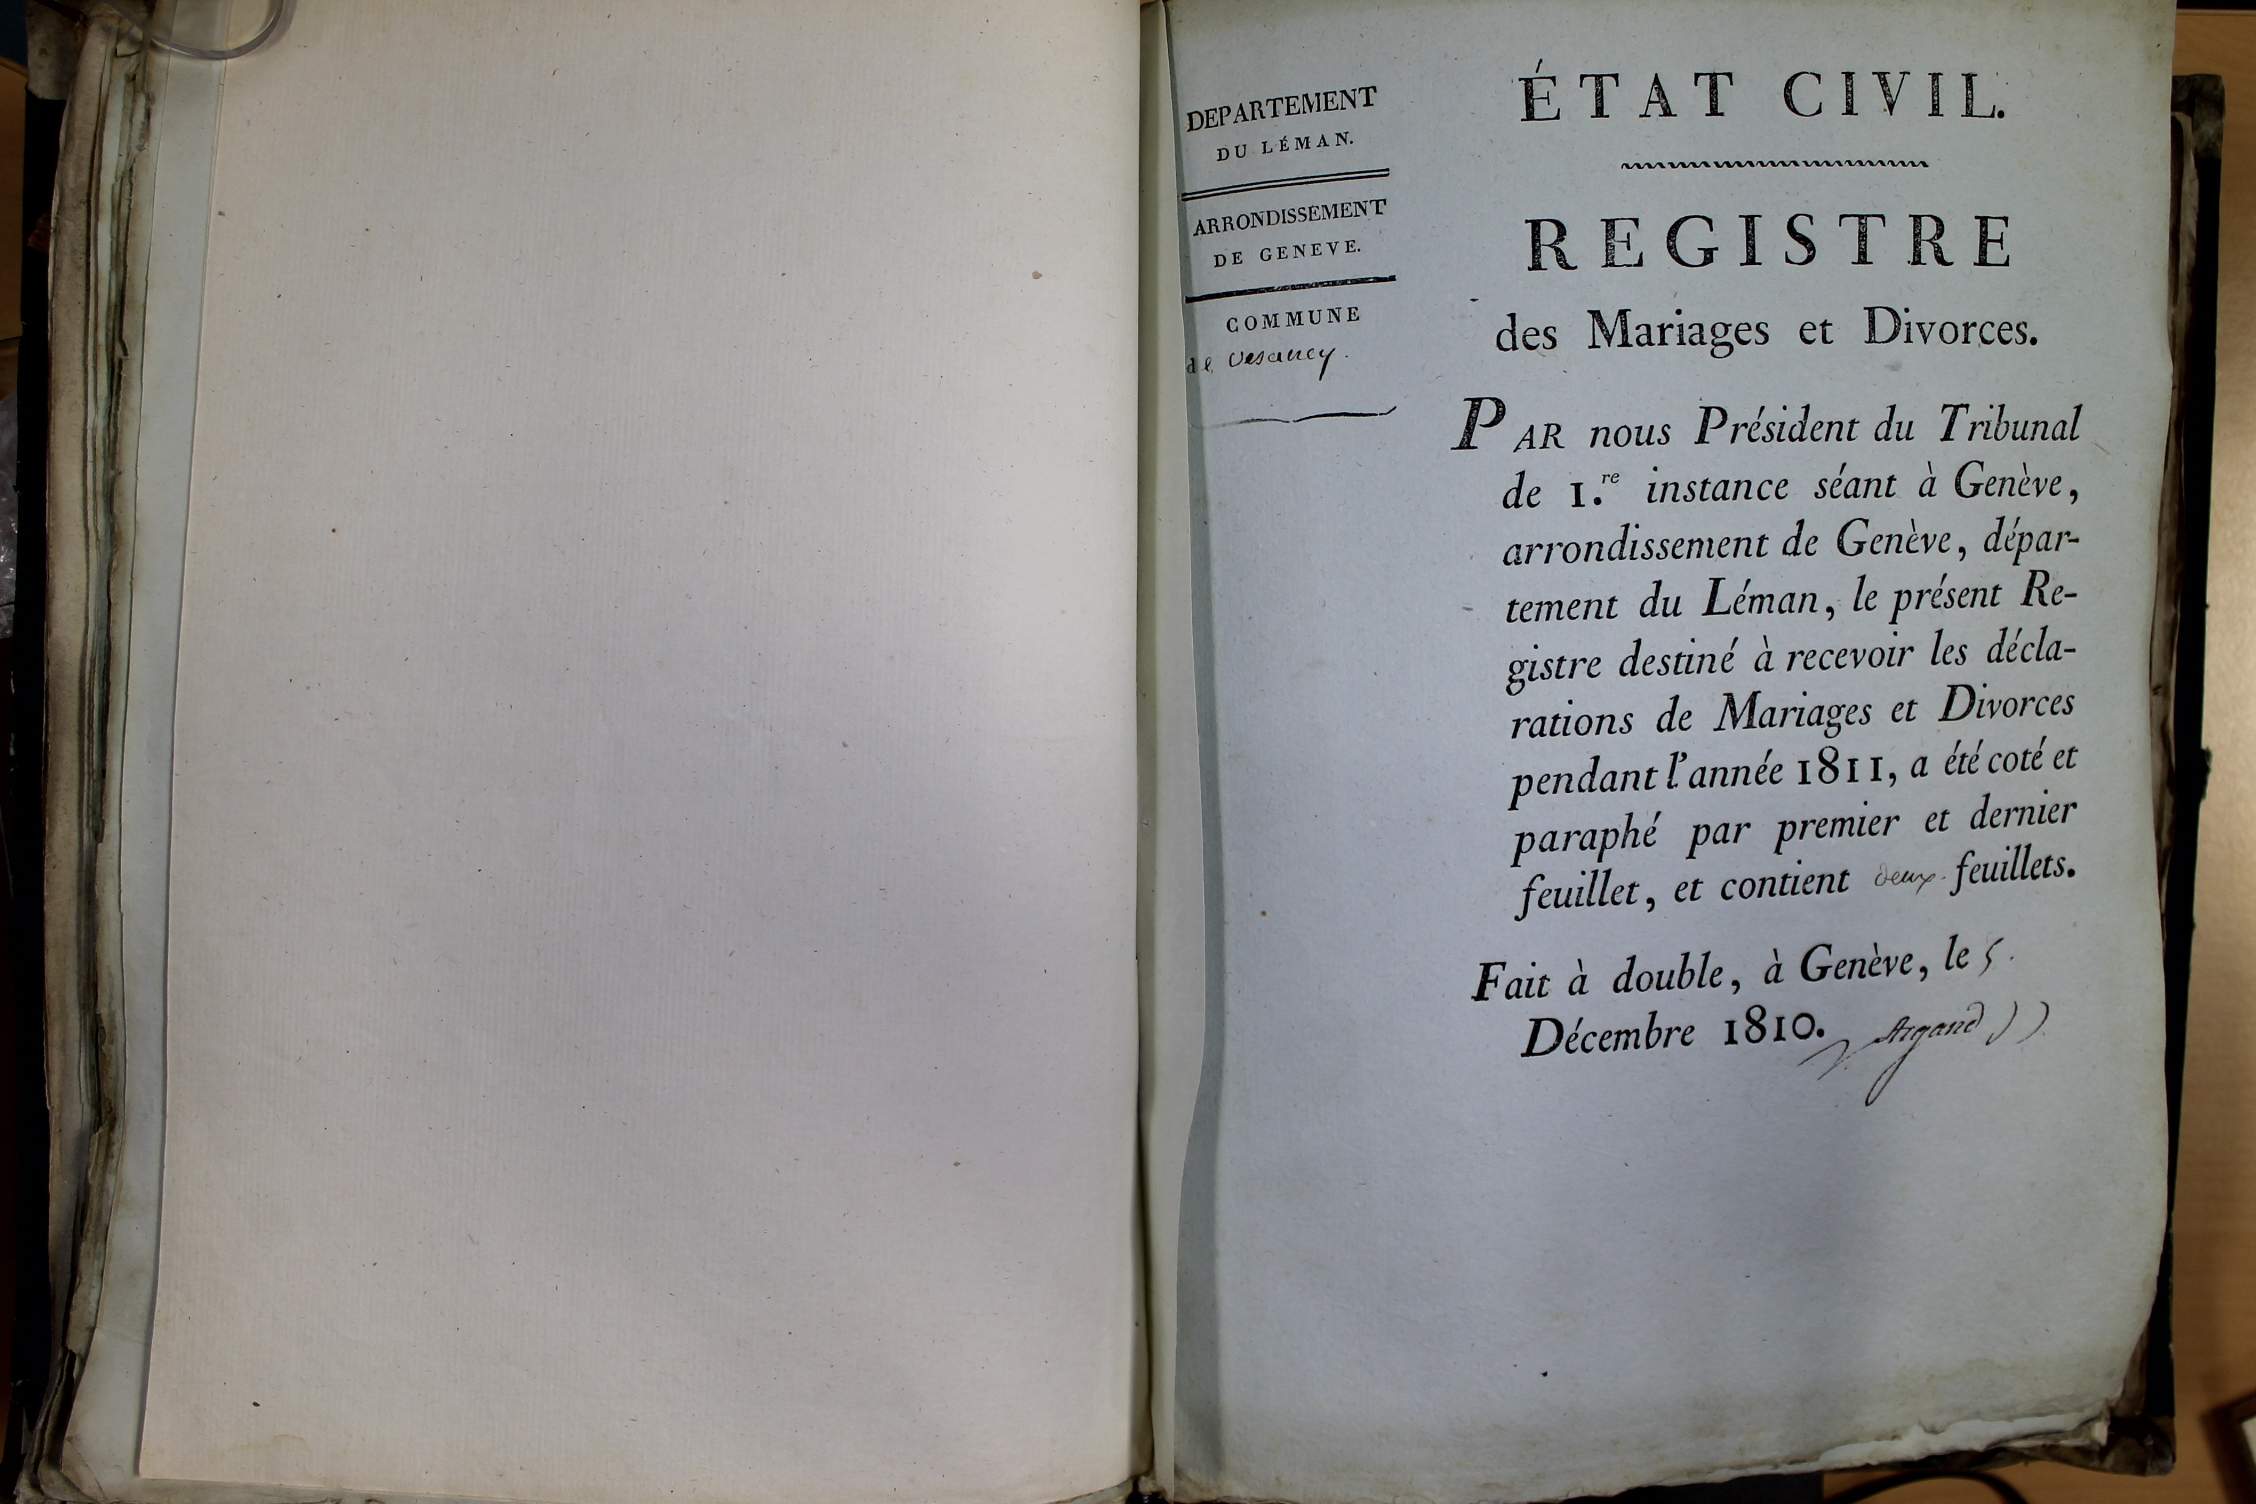 DEPARTEMENT
DU LÉMAN.
ARRONDISSEMENT
DE GENEVE.
COMMUNE
de Vesancy.
ÉTAT CIVIL.
REGISTRE
des Mariages et Divorces.
PAR nous Président du Tribunal
de 1.re instance séant à Genève,
arrondissement de Genève, dépar-
tement du Léman, le présent Re-
gistre destiné à recevoir les décla-
rations de Mariages et Divorces
pendant l'année 1811, a été coté et
paraphé par premier et dernier
feuillet, et contient deux feuillets.
Fait à double, à Genève, le 5.
Décembre 1810.
Argand